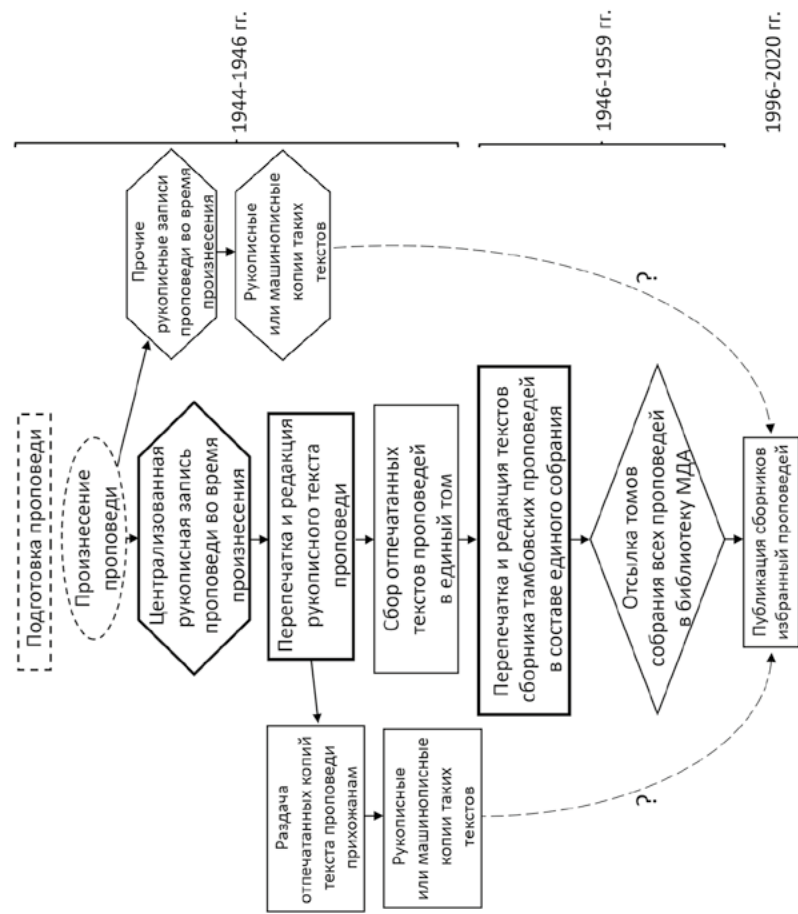 Подготовка проповеди
Произнесение
проповеди
Централизованная
рукописная запись
проповеди во время
произнесения
Прочие
рукописные записи
проповеди во время
произнесения
Рукописные
или машинописные
копии таких
текстов
Перепечатка и редакция
рукописного текста
проповеди
Раздача
отпечатанных копий
текста проповеди
прихожанам
Рукописные
или машинописные
копии таких
текстов
Сбор отпечатанных
текстов проповедей
в единый том
Перепечатка и редакция текстов
сборника тамбовских проповедей
в составе единого собрания
Отсылка томов
собрания всех проповедей
в библиотеку МДА
?
?
Публикация сборников
избранный проповедей
1944-1946 гг.
1946-1959 гг.
1996-2020 гг.